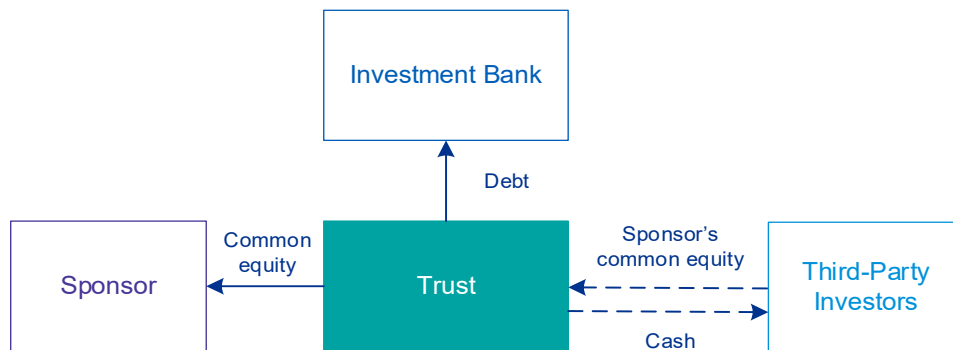 Investment Bank
Debt
Common
equity
Sponsor's
common equity
Sponsor
Trust
Third-Party
Investors
Cash